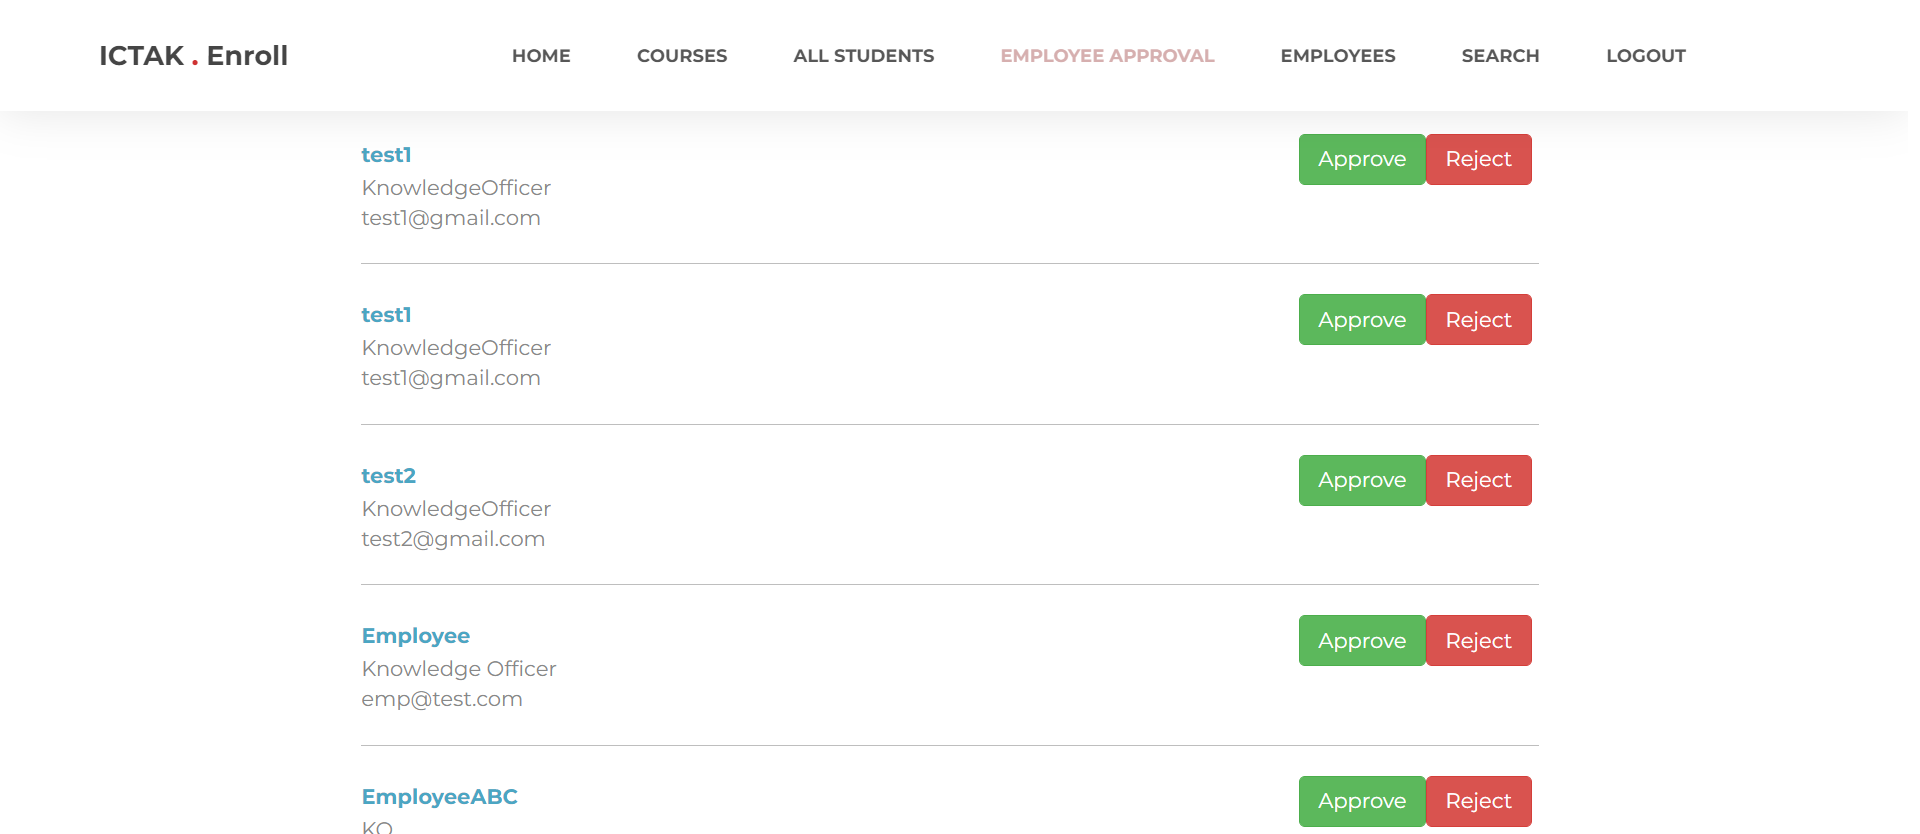 ICTAK . Enroll HOME COURSES ALL STUDENTS EMPLOYEE APPROVAL EMPLOYEES SEARCH LOGOUT
test1 Approve Reject
KnowledgeOfficer
test1@gmail.com
test1 Approve Reject
KnowledgeOfficer
test1@gmail.com
test2 Approve Reject
KnowledgeOfficer
test2@gmail.com
Employee Approve Reject
Knowledge Officer
emp@test.com
EmployeeABC Approve Reject
KO